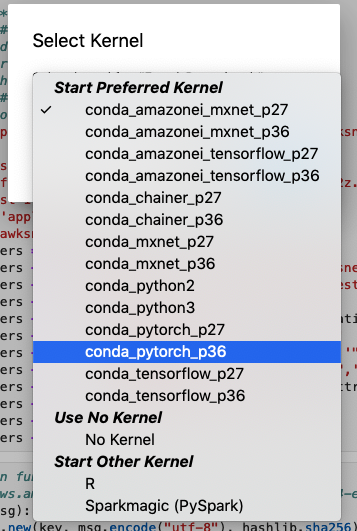 Select Kernel
Start Preferred Kernel
✓ conda_amazonei_mxnet_p27
conda_amazonei_mxnet_p36
conda_amazonei_tensorflow_p27
conda_amazonei_tensorflow_p36
conda_chainer_p27
conda_chainer_p36
conda_mxnet_p27
conda_mxnet_p36
conda_python2
conda_python3
conda_pytorch_p27
conda_pytorch_p36
conda_tensorflow_p27
conda_tensorflow_p36
Use No Kernel
No Kernel
Start Other Kernel
R
Sparkmagic (PySpark)
.new(key, msg.encode("utf-8"), hashlib.sha256)